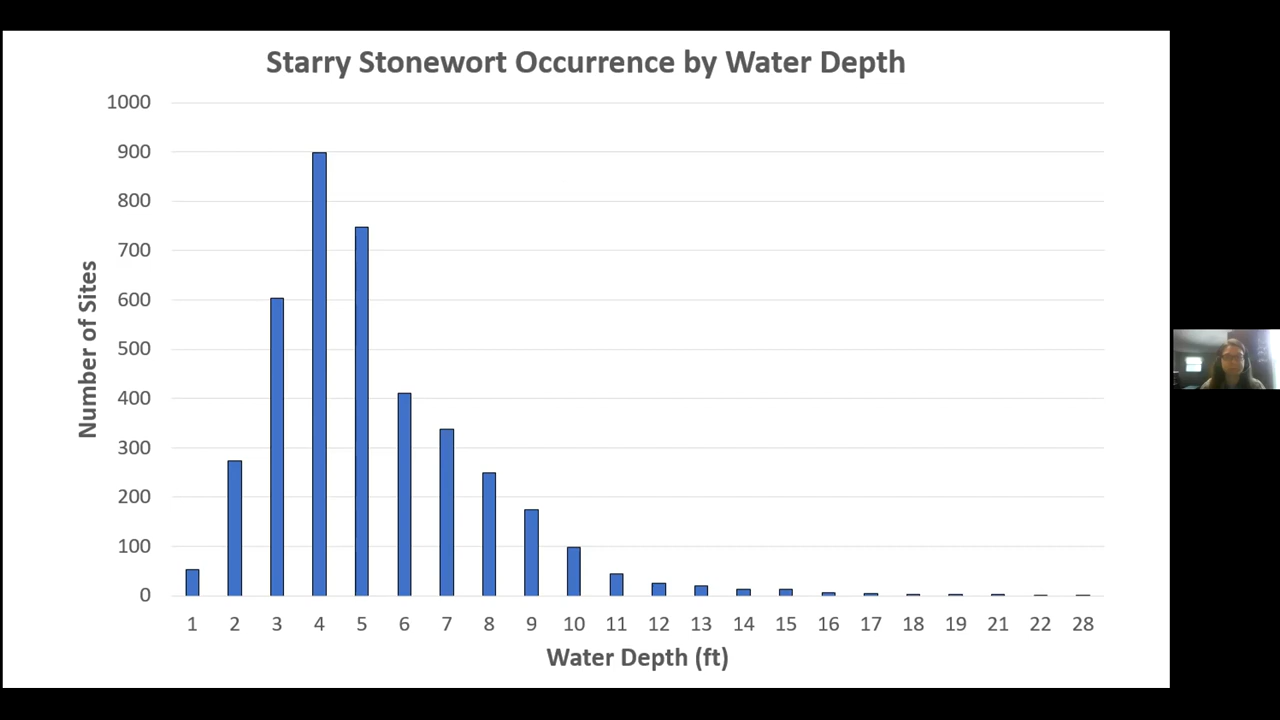 Starry Stonewort Occurrence by Water Depth
1000
900
800
700
600
500
400
300
200
100
0
Number of Sites
1 2 3 4 5 6 7 8 9 10 11 12 13 14 15 16 17 18 19 21 22 28
Water Depth (ft)